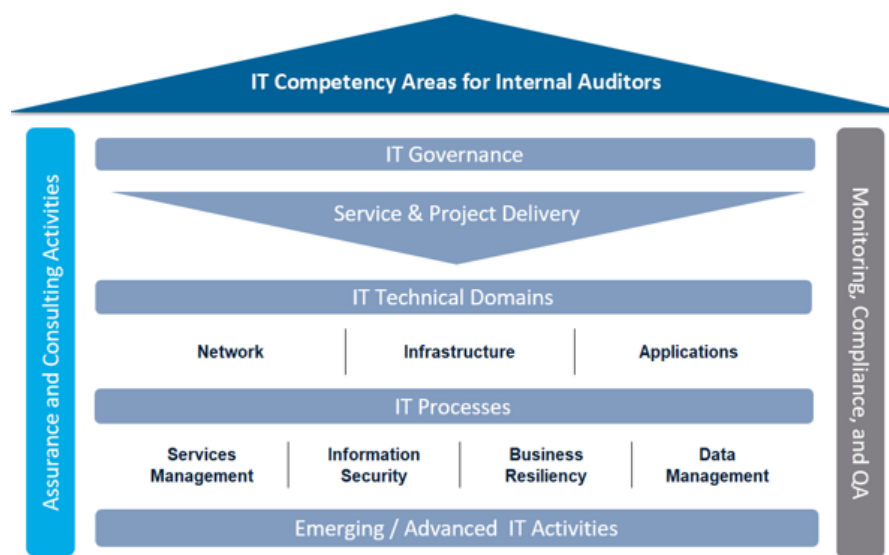 IT Competency Areas for Internal Auditors
Assurance and Consulting Activities
IT Governance
Service & Project Delivery
IT Technical Domains
Network
Infrastructure
Applications
IT Processes
Services
Management
Information
Security
Business
Resiliency
Data
Management
Emerging / Advanced IT Activities
Monitoring, Compliance, and QA